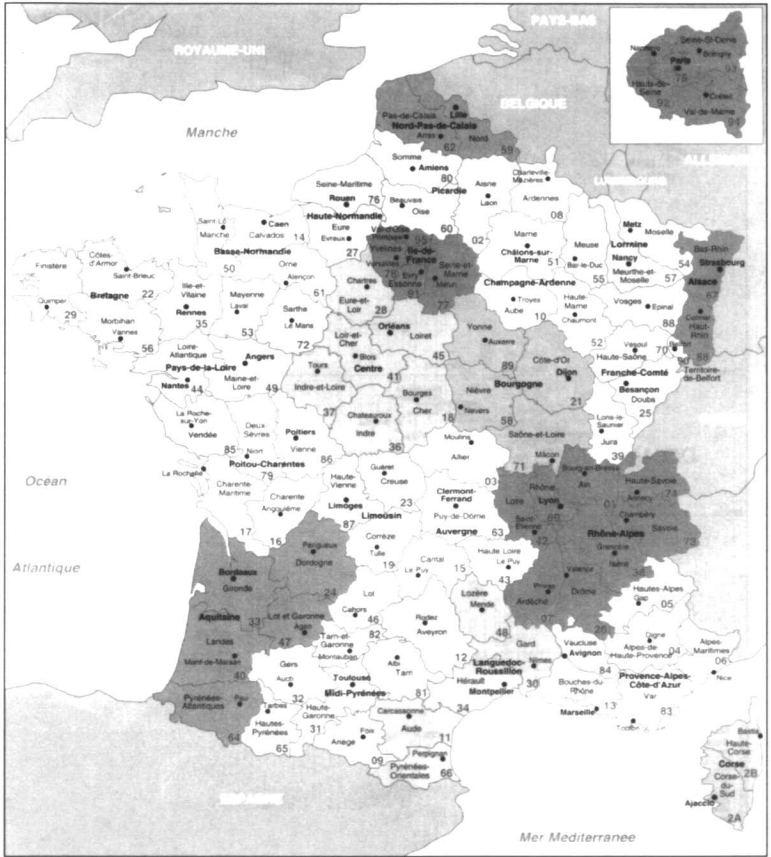 ROYAUME-UNI
PAYS-BAS
BELGIQUE
Manche
Seine-St-Denis
Nanterre
Bobigny
Paris
75
93
Hauts-de-
Seine
92
Créteil
Val-de-Marne
94
Pas-de-Calais
Lille
Nord-Pas-de-Calais
Arras
Nord
62
59
Somme
Amiens
80
Picardie
Aisne
Laon
02
Charleville
Mézières
Ardennes
08
Seine-Maritime
Rouen
76
Haute-Normandie
Eure
Evreux
27
Beauvais
Oise
60
Saint-Lô
Manche
50
Caen
Calvados
14
Basse-Normandie
Orne
Alençon
61
Val-d'Oise
95
Yvelines
Versailles
78
Ile-de-
France
Evry
Essonne
91
Seine-et-
Marne
Melun
77
Marne
Châlons-sur-
Marne
51
Champagne-Ardenne
Troyes
Aube
10
Haute-
Marne
Chaumont
52
Meuse
Bar-le-Duc
55
Metz
Moselle
Lorraine
Nancy
Meurthe-et-
Moselle
54
57
Vosges
Epinal
88
Bas-Rhin
Strasbourg
Alsace
67
Colmar
Haut-
Rhin
68
Finistère
Quimper
29
Côtes-
d'Armor
Saint-Brieuc
22
Bretagne
Morbihan
Vannes
56
Ille-et-
Vilaine
Rennes
35
Mayenne
Laval
53
Sarthe
Le Mans
72
Chartres
Eure-et
Loir
28
Orléans
Loiret
45
Loir-et-
Cher
Blois
Centre
41
Tours
Indre-et-Loire
37
Chateauroux
Indre
36
Bourges
Cher
18
Yonne
Auxerre
89
Côte-d'Or
Dijon
21
Bourgogne
Nièvre
Nevers
58
Saône-et-Loire
Mâcon
71
Vesoul
Haute-Saône
70
Belfort
90
Territoire-
de-Belfort
Franche-Comté
Besançon
Doubs
25
Lons-le-
Saunier
Jura
39
Loire-
Atlantique
Pays-de-la-Loire
Nantes
44
Angers
Maine-et-
Loire
49
La Roche-
sur-Yon
Vendée
85
Deux-
Sèvres
Niort
79
Poitiers
Vienne
86
Poitou-Charentes
La Rochelle
Charente-
Maritime
17
Charente
Angoulême
16
Haute-
Vienne
Limoges
87
Limousin
Guéret
Creuse
23
Corrèze
Tulle
19
Moulins
Allier
03
Clermont-
Ferrand
Puy-de-Dôme
63
Auvergne
Cantal
Le Puy
15
Haute Loire
Le Puy
43
Bourg-en-Bresse
Ain
01
Rhône
Lyon
69
Loire
Saint-
Etienne
42
Haute-Savoie
Annecy
74
Chambéry
Savoie
73
Rhône-Alpes
Grenoble
Isère
38
Valence
Drôme
26
Privas
Ardèche
07
Océan
Atlantique
Bordeaux
Gironde
33
Périgueux
Dordogne
24
Aquitaine
Lot et Garonne
Agen
47
Landes
Mont-de-Marsan
40
Pyrénées-
Atlantiques
Pau
64
Lot
Cahors
46
Rodez
Aveyron
12
Tarn-et
Garonne
Montauban
82
Albi
Tarn
81
Gers
Auch
32
Toulouse
Midi-Pyrénées
Haute-
Garonne
31
Tarbes
Hautes-
Pyrénées
65
Foix
Ariège
09
Lozère
Mende
48
Gard
Nîmes
30
Languedoc-
Roussillon
Hérault
Montpellier
34
Carcassonne
Aude
11
Perpignan
Pyrénées-
Orientales
66
Hautes-Alpes
Gap
05
Digne
Alpes-de-
Haute-Provence
04
Alpes-
Maritimes
06
Nice
Vaucluse
Avignon
84
Bouches-du-
Rhône
13
Marseille
Provence-Alpes-
Côte-d'Azur
Var
83
Bastia
Haute-
Corse
2B
Corse
Corse-
du-
Sud
Ajaccio
2A
Mer Mediterranee